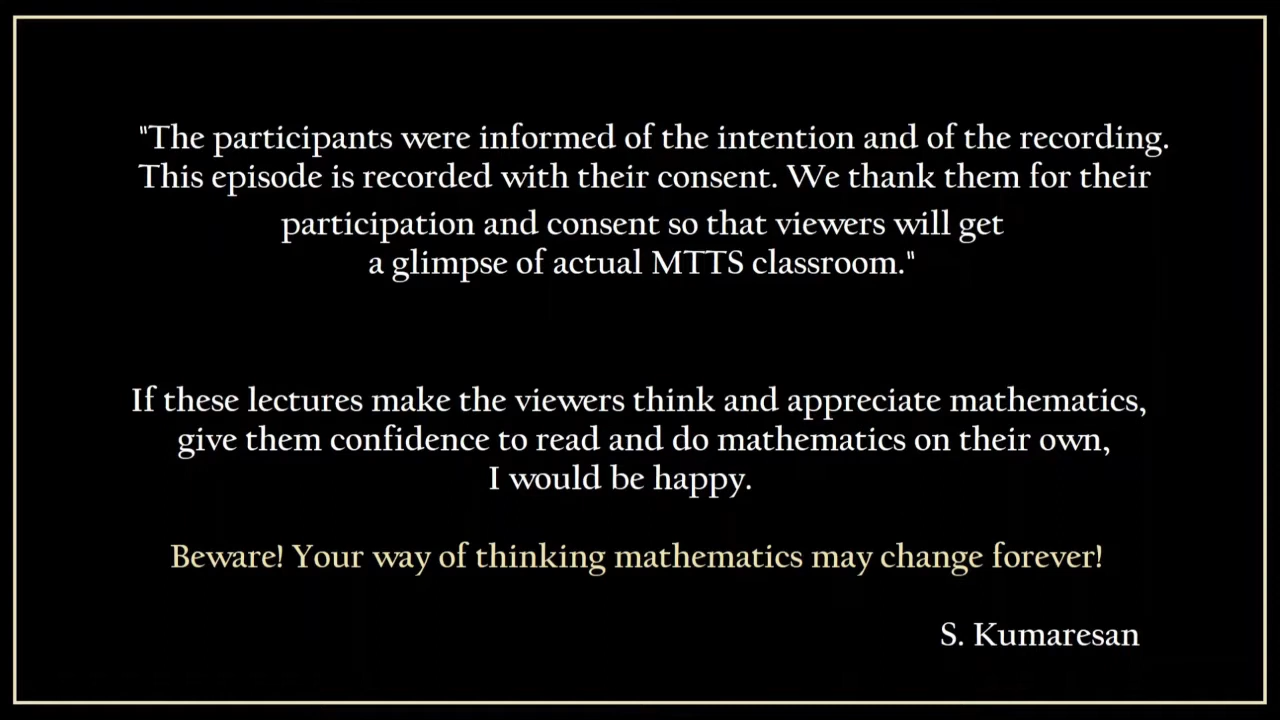 "The participants were informed of the intention and of the recording.
This episode is recorded with their consent. We thank them for their
participation and consent so that viewers will get
a glimpse of actual MTTS classroom."
If these lectures make the viewers think and appreciate mathematics,
give them confidence to read and do mathematics on their own,
I would be happy.
Beware! Your way of thinking mathematics may change forever!
S. Kumaresan